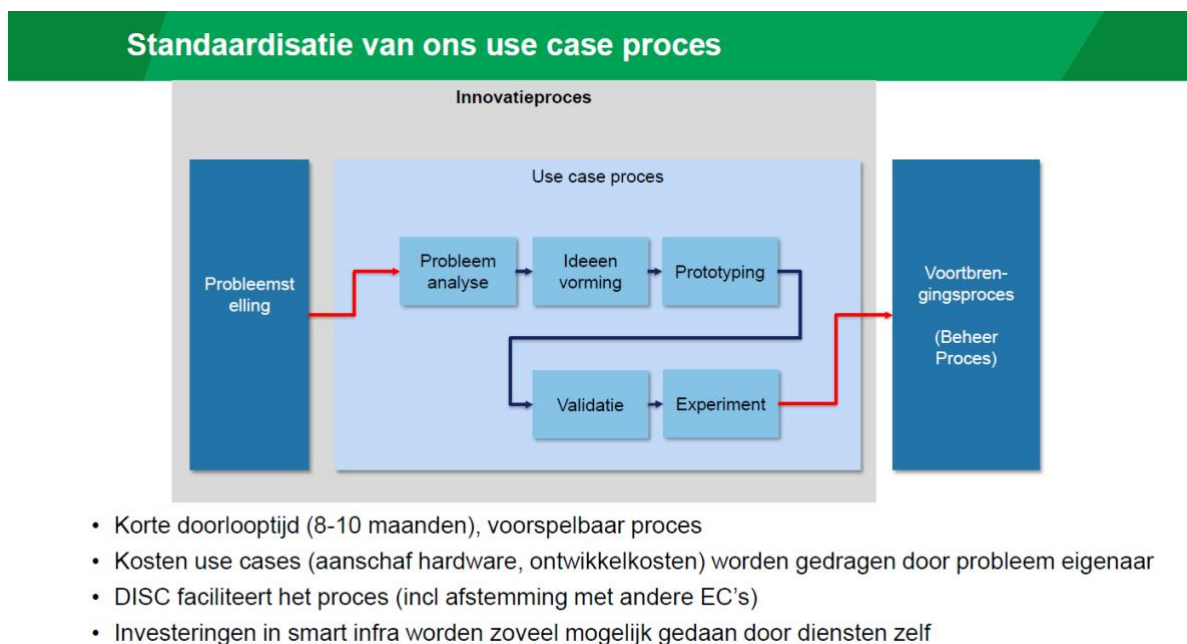 Standaardisatie van ons use case proces
Innovatieproces
Use case proces
Probleemst
elling
Probleem
analyse
Ideeen
vorming
Prototyping
Validatie
Experiment
Voortbren-
gingsproces
(Beheer
Proces)
• Korte doorlooptijd (8-10 maanden), voorspelbaar proces
• Kosten use cases (aanschaf hardware, ontwikkelkosten) worden gedragen door probleem eigenaar
• DISC faciliteert het proces (incl afstemming met andere EC's)
• Investeringen in smart infra worden zoveel mogelijk gedaan door diensten zelf